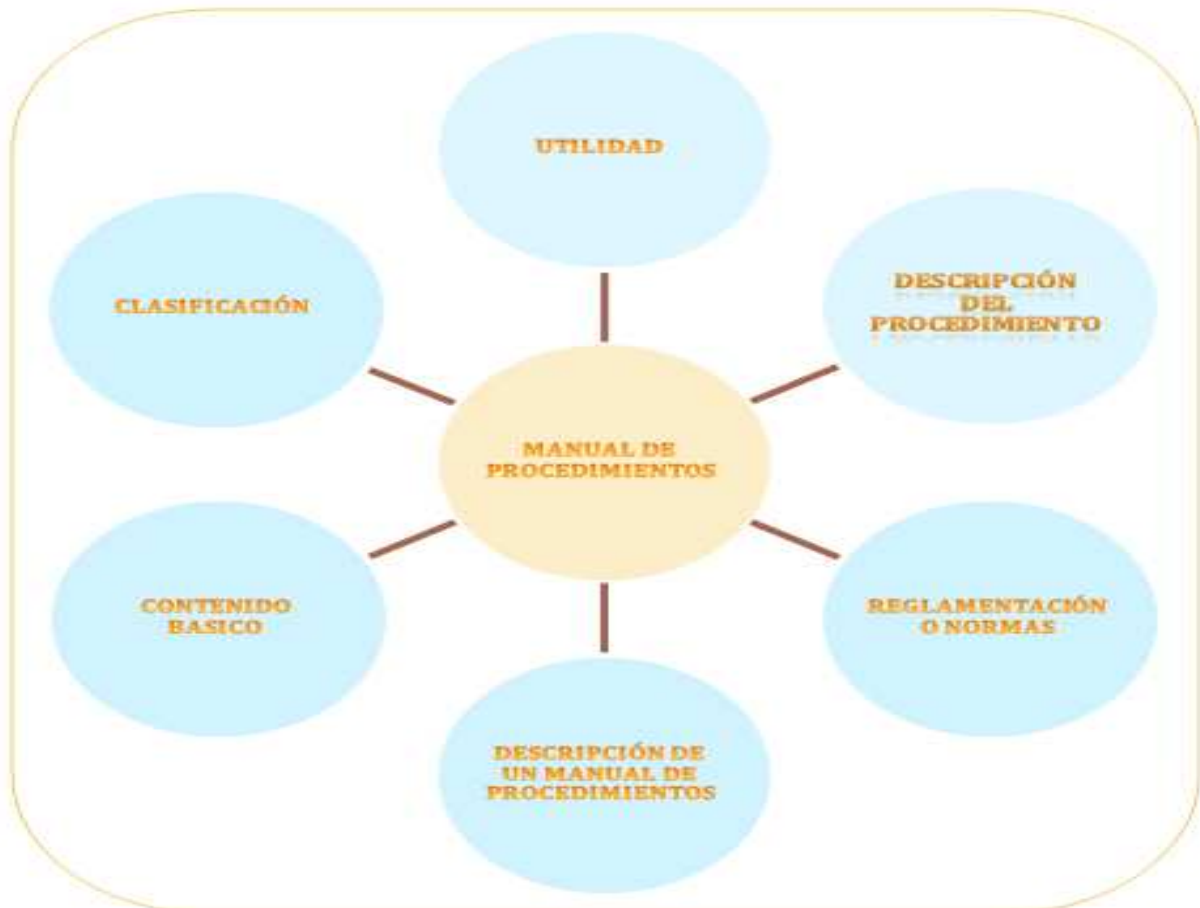 UTILIDAD
CLASIFICACIÓN
DESCRIPCIÓN
DEL
PROCEDIMIENTO
MANUAL DE
PROCEDIMIENTOS
CONTENIDO
BASICO
REGLAMENTACIÓN
O NORMAS
DESCRIPCIÓN DE
UN MANUAL DE
PROCEDIMIENTOS